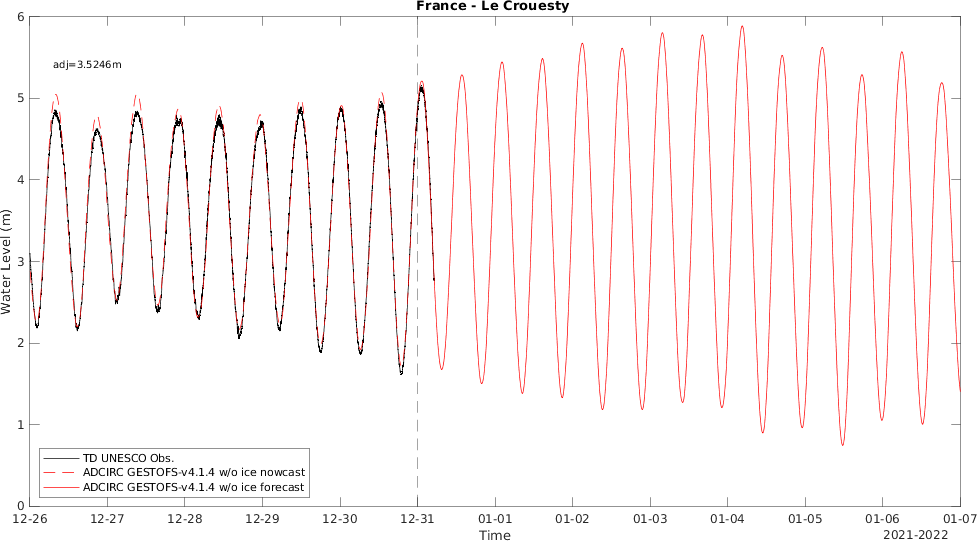 France - Le Crouesty
6
adj=3.5246m
5
4
3
2
1
0
Water Level (m)
TD UNESCO Obs.
ADCIRC GESTOFS-v4.1.4 w/o ice nowcast
ADCIRC GESTOFS-v4.1.4 w/o ice forecast
12-26 12-27 12-28 12-29 12-30 12-31 01-01 01-02 01-03 01-04 01-05 01-06 01-07
Time
2021-2022